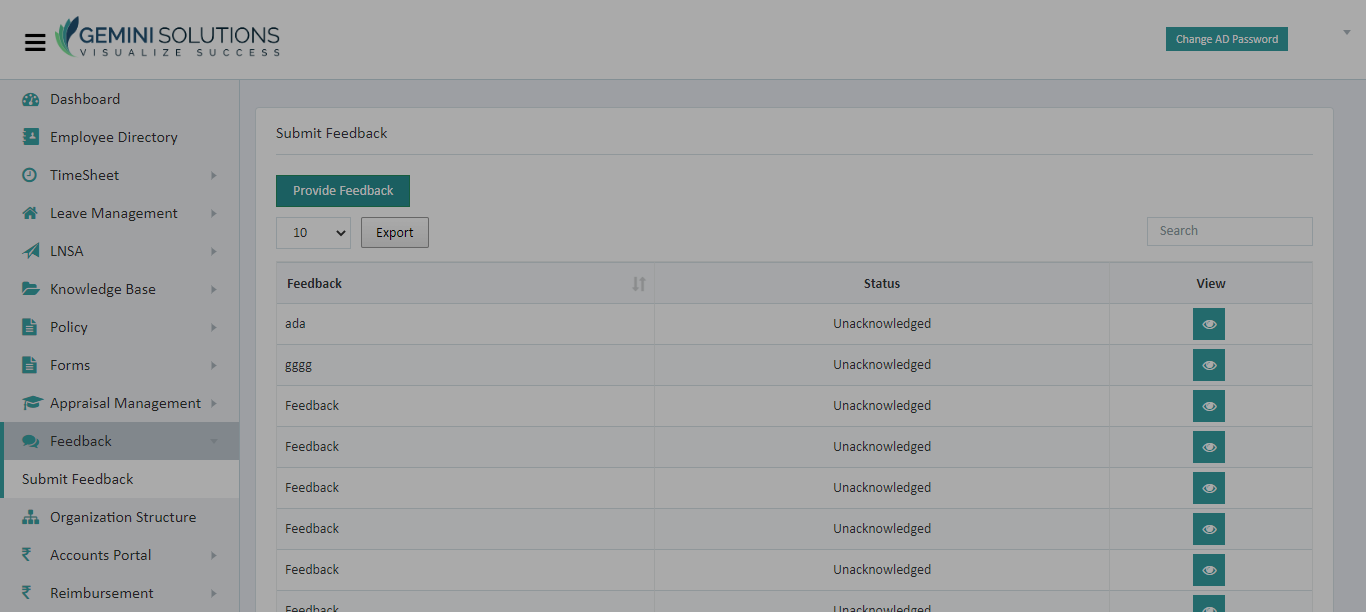 GEMINI SOLUTIONS
VISUALIZE SUCCESS
Change AD Password
Dashboard
Employee Directory
TimeSheet
Leave Management
LNSA
Knowledge Base
Policy
Forms
Appraisal Management
Feedback
Submit Feedback
Organization Structure
Accounts Portal
Reimbursement
Submit Feedback
Provide Feedback
10 Export Search
Feedback Status View
ada Unacknowledged
gggg Unacknowledged
Feedback Unacknowledged
Feedback Unacknowledged
Feedback Unacknowledged
Feedback Unacknowledged
Feedback Unacknowledged
Feedback Unacknowledged